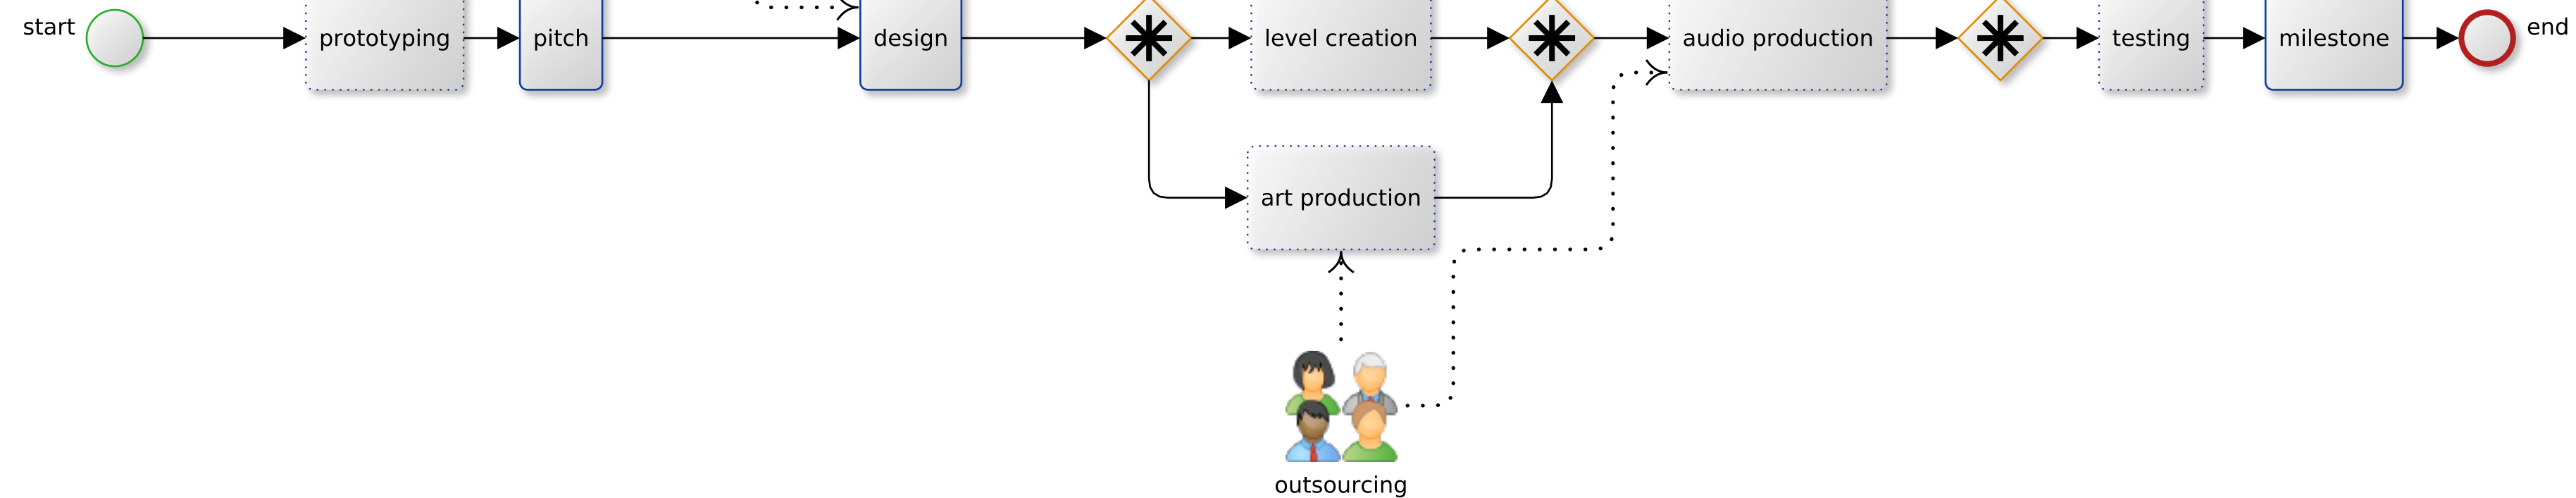 start
prototyping
pitch
design
level creation
audio production
testing
milestone
end
art production
outsourcing